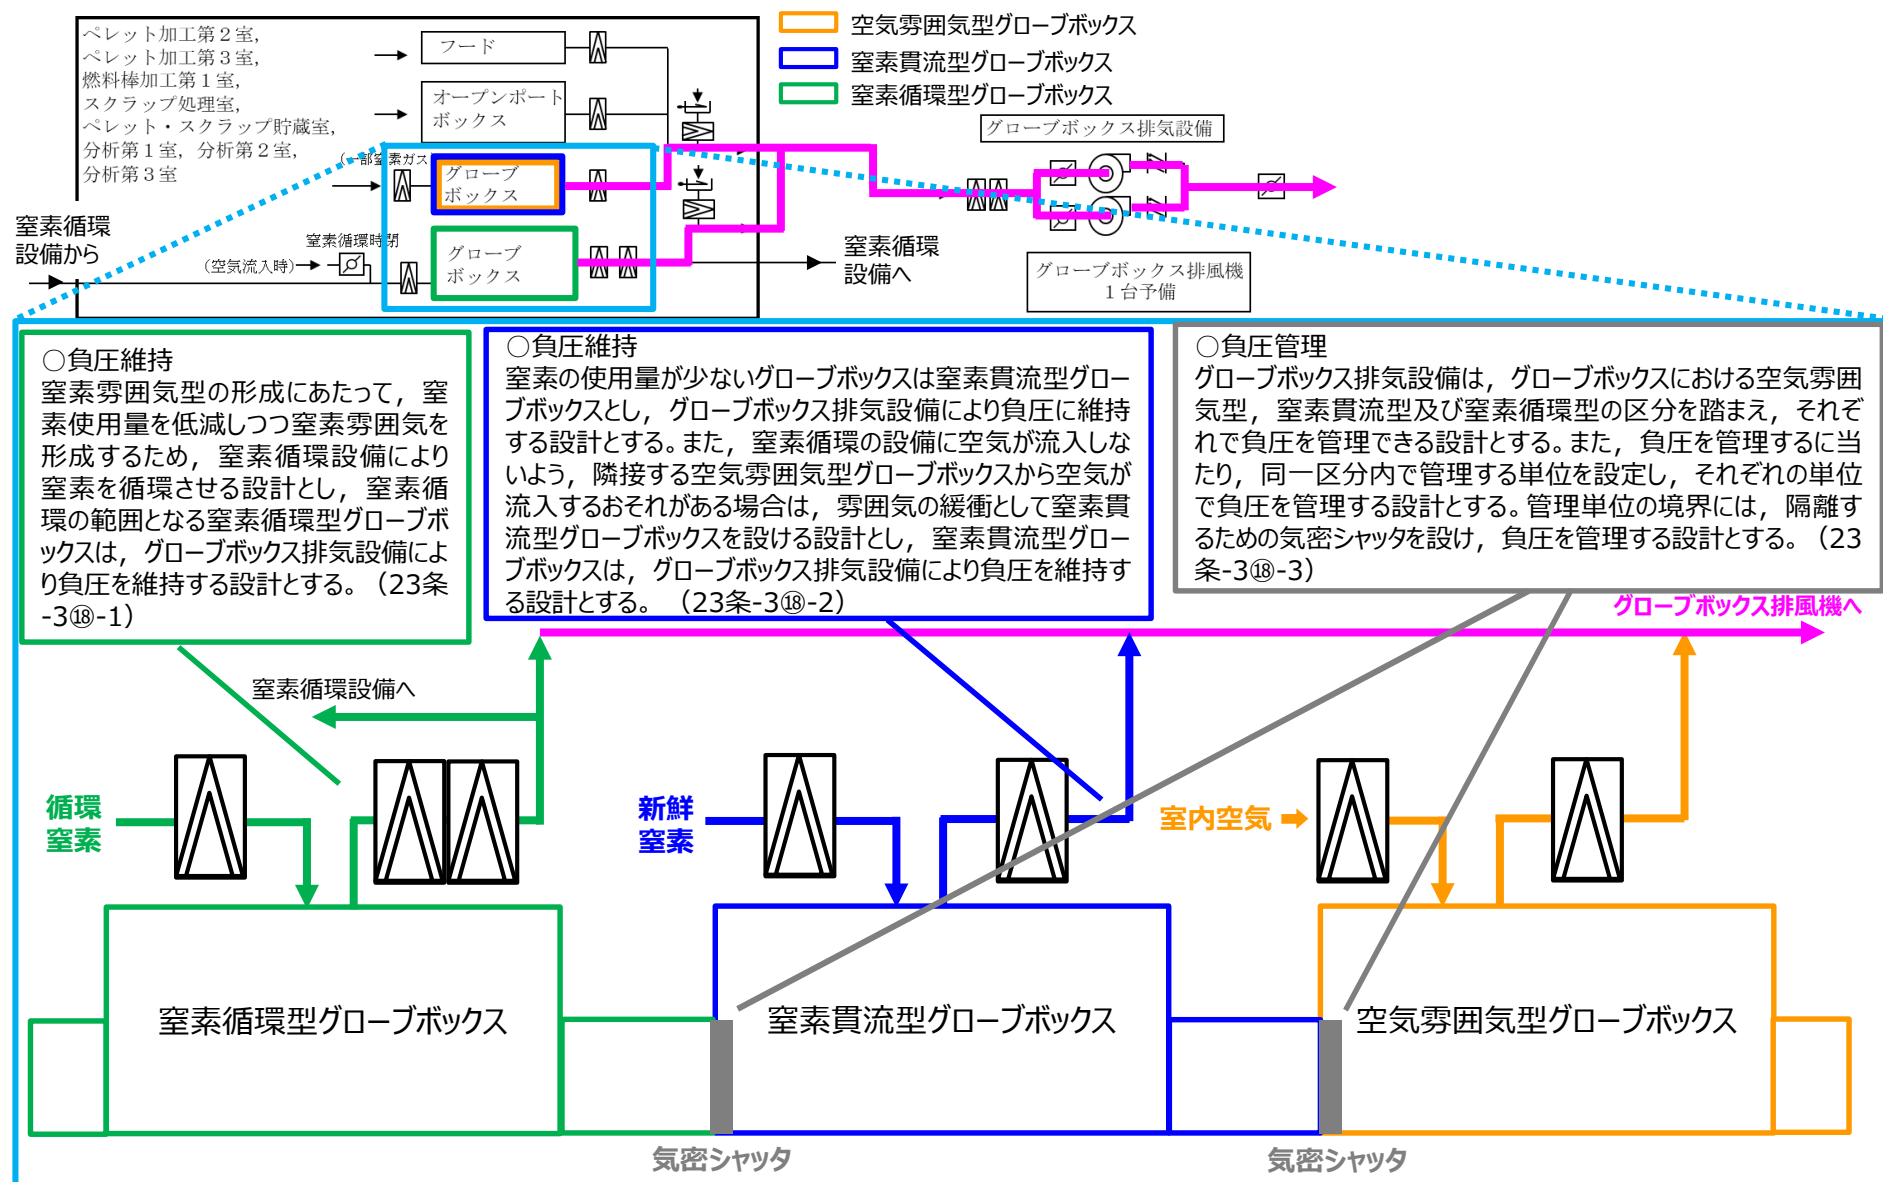 ペレット加工第２室，
ペレット加工第３室，
燃料棒加工第１室，
スクラップ処理室，
ペレット・スクラップ貯蔵室，
分析第１室，分析第２室，
分析第３室
フード
オープンポート
ボックス
グローブ
ボックス
窒素循環時閉
(空気流入時)
グローブ
ボックス
窒素循環
設備から
窒素循環
設備へ
空気雰囲気型グローブボックス
窒素貫流型グローブボックス
窒素循環型グローブボックス
グローブボックス排気設備
グローブボックス排風機
１台予備
○負圧維持
窒素雰囲気型の形成にあたって，窒
素使用量を低減しつつ窒素雰囲気を
形成するため，窒素循環設備により
窒素を循環させる設計とし，窒素循
環の範囲となる窒素循環型グローブボ
ックスは，グローブボックス排気設備によ
り負圧を維持する設計とする。（23条
-3⑱-1）
○負圧維持
窒素の使用量が少ないグローブボックスは窒素貫流型グロー
ブボックスとし，グローブボックス排気設備により負圧に維持
する設計とする。また，窒素循環の設備に空気が流入しな
いよう，隣接する空気雰囲気型グローブボックスから空気が
流入するおそれがある場合は，雰囲気の緩衝として窒素貫
流型グローブボックスを設ける設計とし，窒素貫流型グロー
ブボックスは，グローブボックス排気設備により負圧を維持す
る設計とする。（23条-3⑱-2）
○負圧管理
グローブボックス排気設備は，グローブボックスにおける空気雰囲
気型，窒素貫流型及び窒素循環型の区分を踏まえ，それぞ
れで負圧を管理できる設計とする。また，負圧を管理するに当
たり，同一区分内で管理する単位を設定し，それぞれの単位
で負圧を管理する設計とする。管理単位の境界には，隔離す
るための気密シャッタを設け，負圧を管理する設計とする。（23
条-3⑱-3）
グローブボックス排風機へ
窒素循環設備へ
循環
窒素
新鮮
窒素
室内空気
窒素循環型グローブボックス
窒素貫流型グローブボックス
空気雰囲気型グローブボックス
気密シャッタ
気密シャッタ